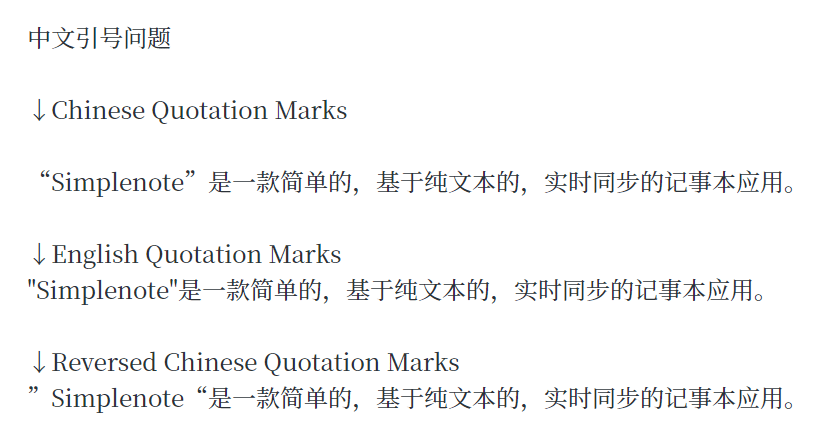 中文引号问题
↓Chinese Quotation Marks
“Simplenote”是一款简单的，基于纯文本的，实时同步的记事本应用。
↓English Quotation Marks
"Simplenote"是一款简单的，基于纯文本的，实时同步的记事本应用。
↓Reversed Chinese Quotation Marks
”Simplenote“是一款简单的，基于纯文本的，实时同步的记事本应用。